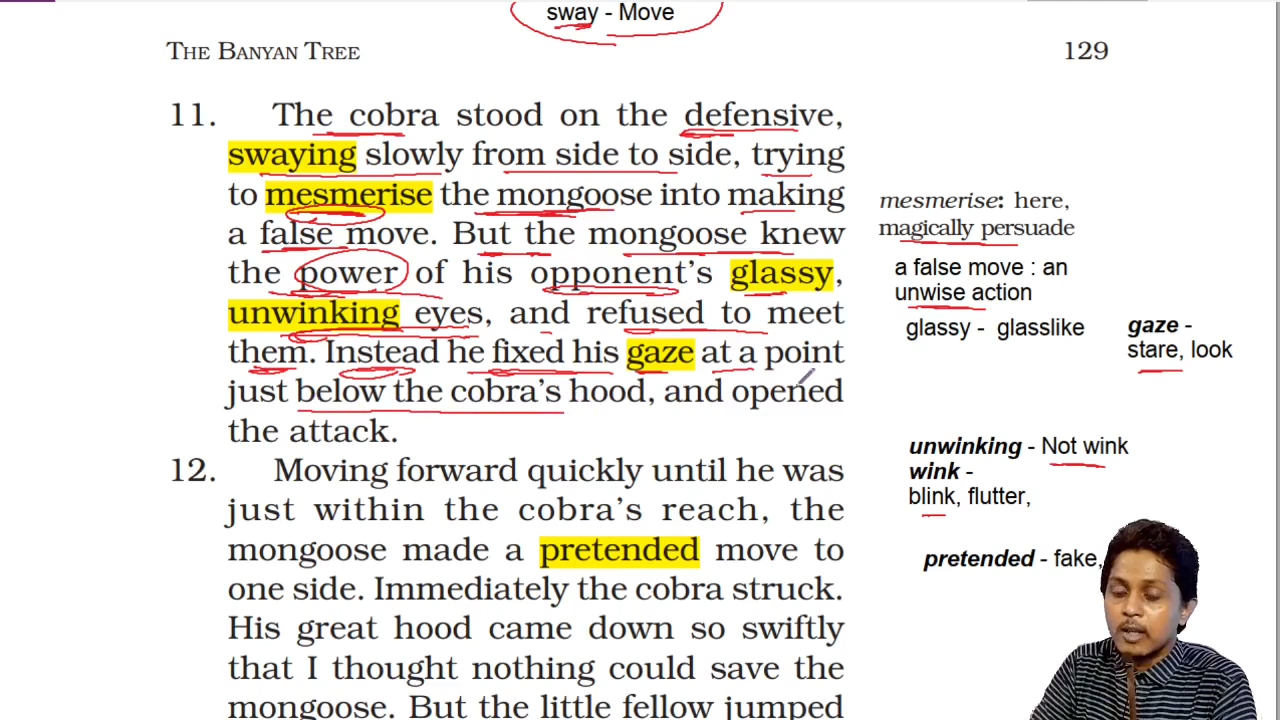 sway - Move
THE BANYAN TREE 129
11. The cobra stood on the defensive,
swaying slowly from side to side, trying
to mesmerise the mongoose into making
a false move. But the mongoose knew
the power of his opponent's glassy,
unwinking eyes, and refused to meet
them. Instead he fixed his gaze at a point
just below the cobra's hood, and opened
the attack.
12. Moving forward quickly until he was
just within the cobra's reach, the
mongoose made a pretended move to
one side. Immediately the cobra struck.
His great hood came down so swiftly
that I thought nothing could save the
mongoose. But the little fellow jumped
mesmerise: here,
magically persuade
a false move : an
unwise action
glassy - glasslike
gaze -
stare, look
unwinking - Not wink
wink -
blink, flutter,
pretended - fake,